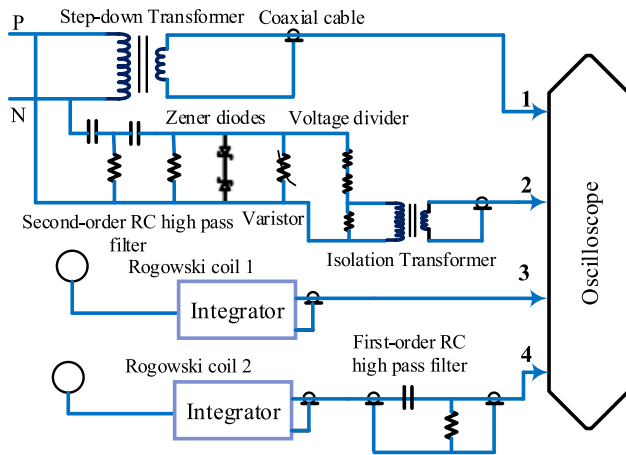 P
Step-down Transformer
Coaxial cable
N
1
Zener diodes
Voltage divider
2
Second-order RC high pass
filter
Varistor
Isolation Transformer
Oscilloscope
Rogowski coil 1
3
Integrator
First-order RC
high pass filter
4
Rogowski coil 2
Integrator